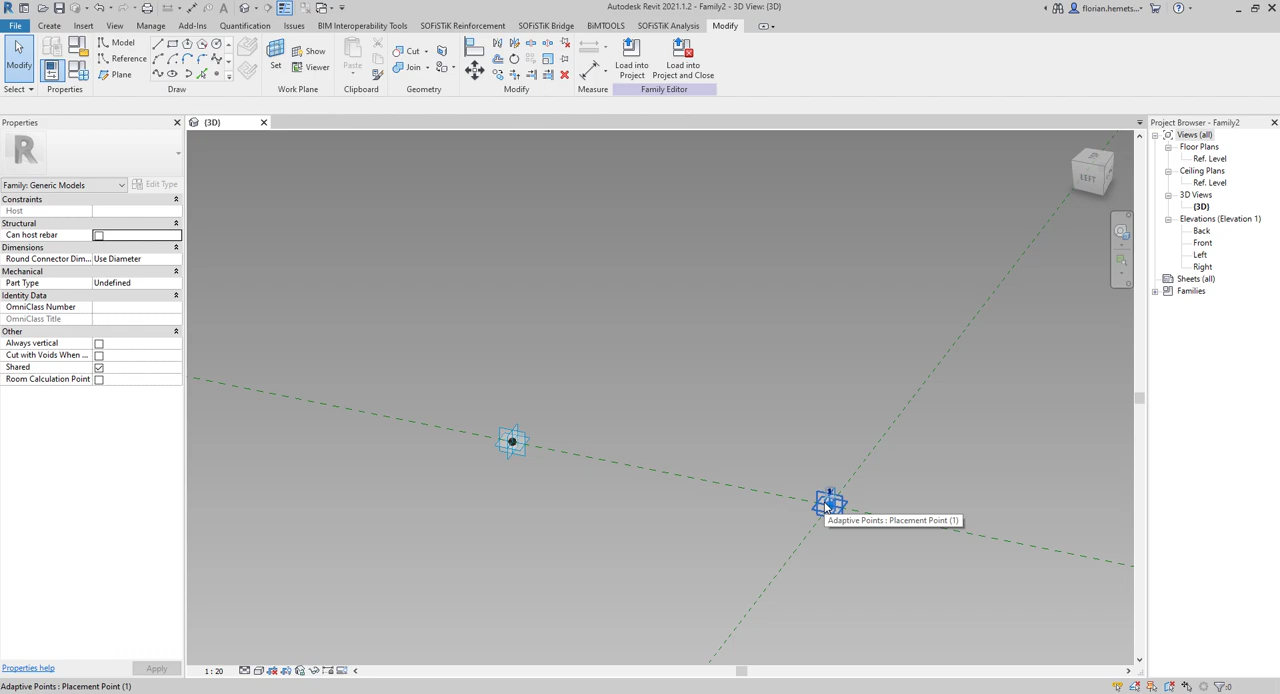 Autodesk Revit 2021.1.2 - Family2 - 3D View: {3D}
florian.hemets...
File Create Insert View Manage Add-Ins Quantification Issues BIM Interoperability Tools SOFiSTiK Reinforcement SOFiSTiK Bridge BiMTOOLS SOFiSTiK Analysis Modify
Modify
Model
Reference
Plane
Set
Show
Viewer
Paste
Cut
Join
Load into
Project
Load into
Project and Close
Select Properties Draw Work Plane Clipboard Geometry Modify Measure Family Editor
Properties
{3D}
Project Browser - Family2
R
Family: Generic Models
Edit Type
Constraints
Host
Structural
Can host rebar
Dimensions
Round Connector Dim... Use Diameter
Mechanical
Part Type Undefined
Identity Data
OmniClass Number
OmniClass Title
Other
Always vertical
Cut with Voids When ...
Shared
Room Calculation Point
Properties help
Apply
LEFT
Adaptive Points : Placement Point (1)
Views (all)
Floor Plans
Ref. Level
Ceiling Plans
Ref. Level
3D Views
{3D}
Elevations (Elevation 1)
Back
Front
Left
Right
Sheets (all)
Families
1 : 20
Adaptive Points : Placement Point (1)
:0